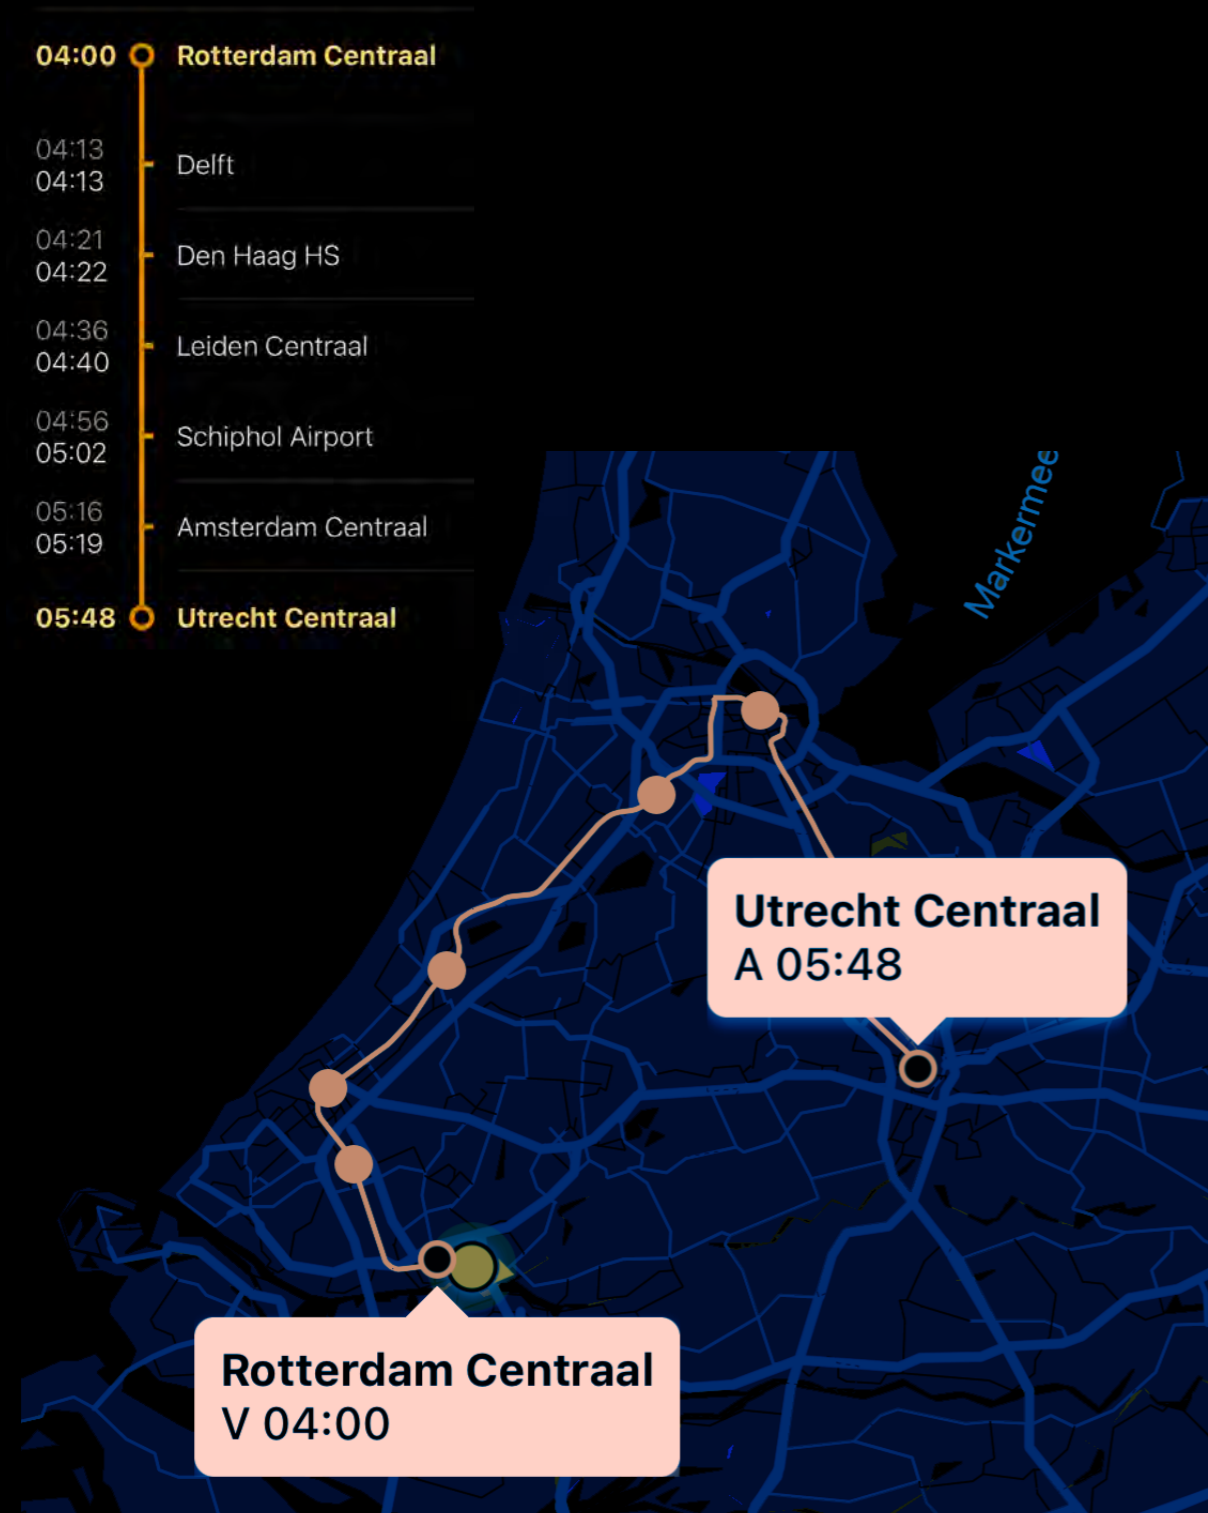 04:00 Rotterdam Centraal
04:13
04:13
Delft
04:21
04:22
Den Haag HS
04:36
04:40
Leiden Centraal
04:56
05:02
Schiphol Airport
05:16
05:19
Amsterdam Centraal
05:48 Utrecht Centraal
Markermee
Utrecht Centraal
A 05:48
Rotterdam Centraal
V 04:00